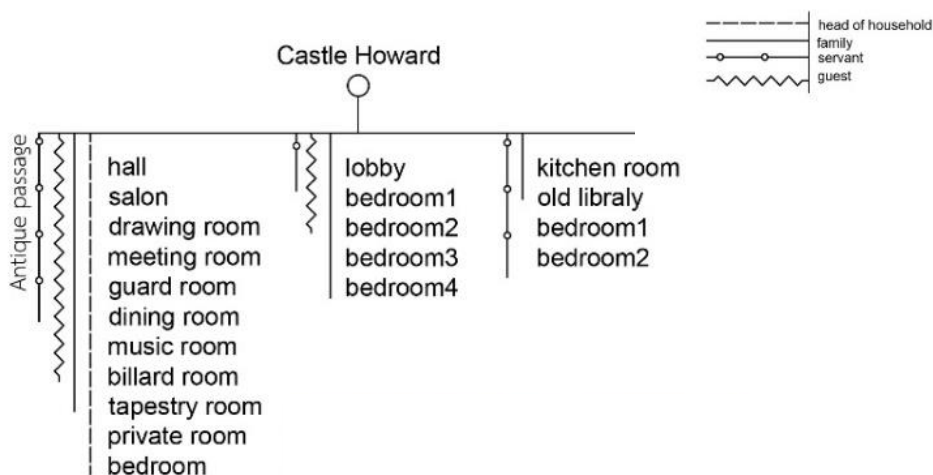 head of household
family
servant
guest
Castle Howard
Antique passage
hall
salon
drawing room
meeting room
guard room
dining room
music room
billard room
tapestry room
private room
bedroom
lobby
bedroom1
bedroom2
bedroom3
bedroom4
kitchen room
old libraly
bedroom1
bedroom2